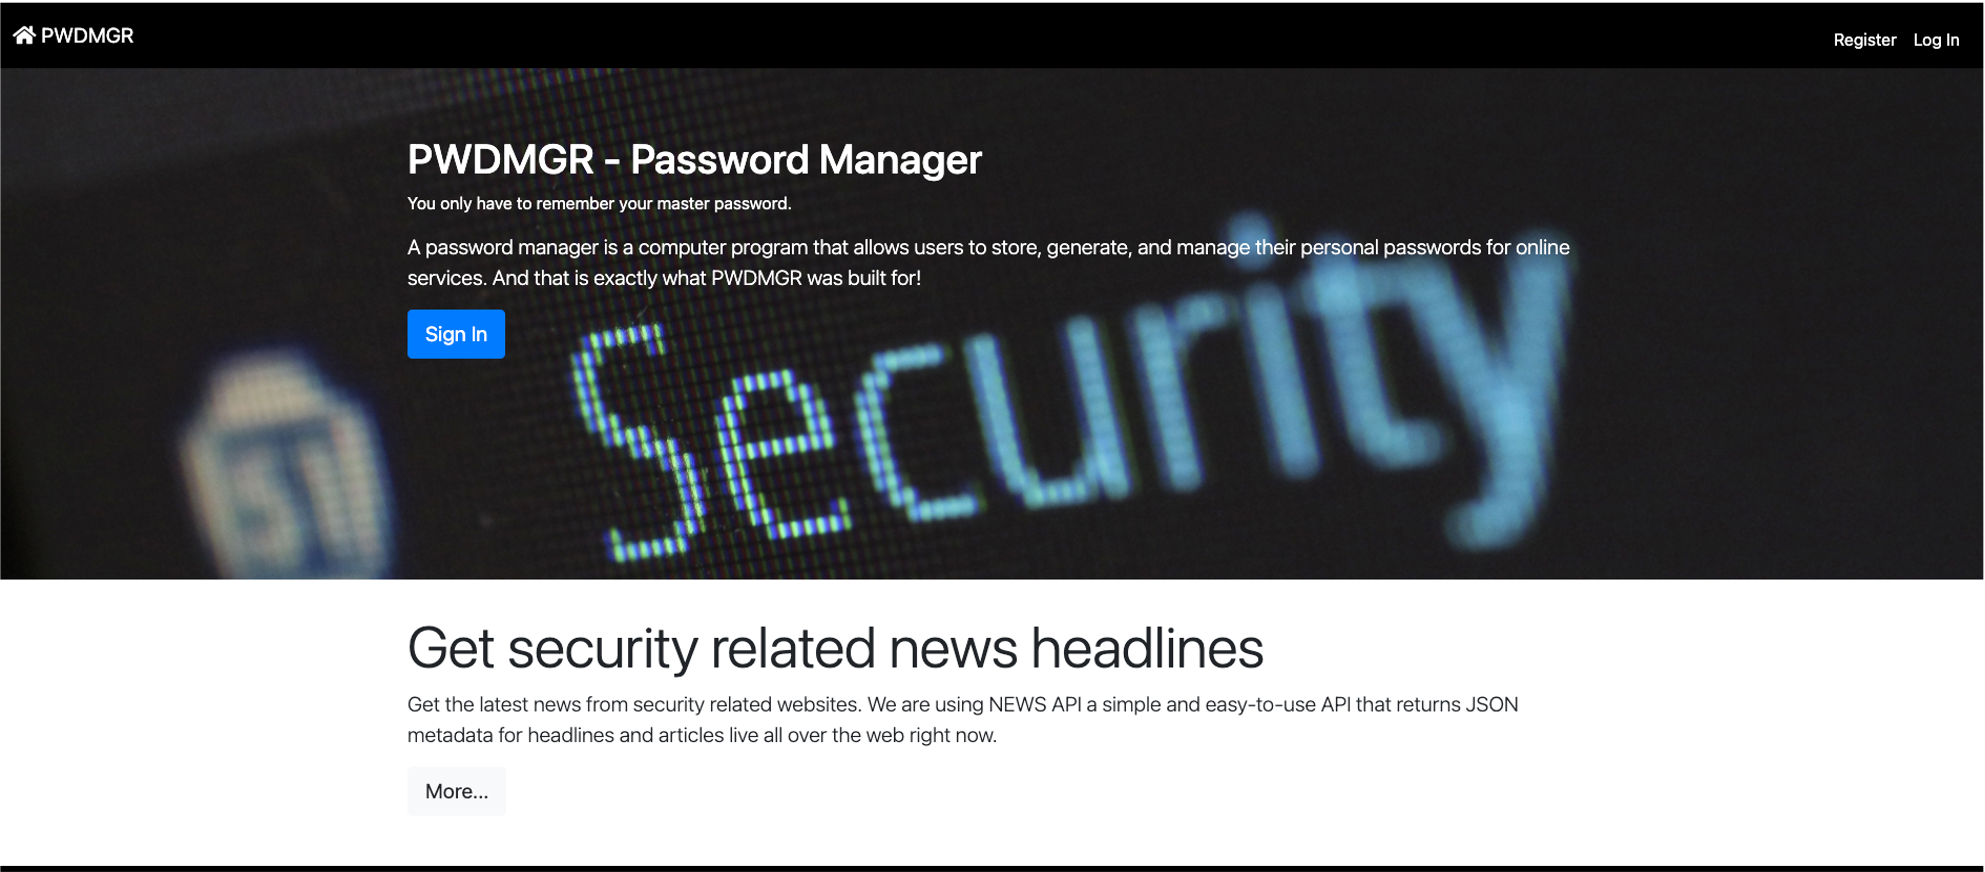 PWDMGR
Register
Log In
PWDMGR - Password Manager
You only have to remember your master password.
A password manager is a computer program that allows users to store, generate, and manage their personal passwords for online
services. And that is exactly what PWDMGR was built for!
Sign In
Security
Get security related news headlines
Get the latest news from security related websites. We are using NEWS API a simple and easy-to-use API that returns JSON
metadata for headlines and articles live all over the web right now.
More...